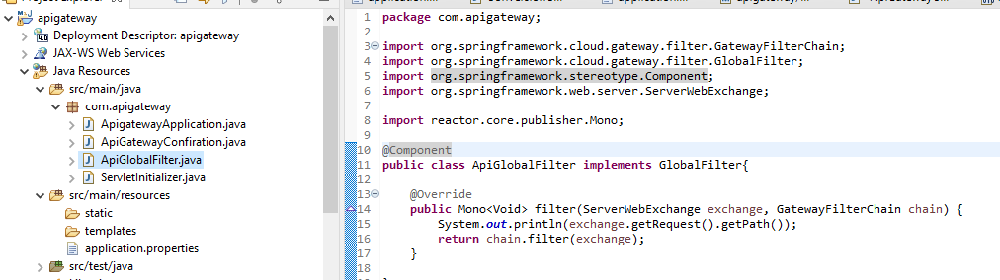 apigateway
Deployment Descriptor: apigateway
JAX-WS Web Services
Java Resources
src/main/java
com.apigateway
ApigatewayApplication.java
ApiGatewayConfiration.java
ApiGlobalFilter.java
ServletInitializer.java
src/main/resources
static
templates
application.properties
src/test/java
1 package com.apigateway;
2
3 import org.springframework.cloud.gateway.filter.GatewayFilterChain;
4 import org.springframework.cloud.gateway.filter.GlobalFilter;
5 import org.springframework.stereotype.Component;
6 import org.springframework.web.server.ServerWebExchange;
7
8 import reactor.core.publisher.Mono;
9
10 @Component
11 public class ApiGlobalFilter implements GlobalFilter{
12
13 @Override
14 public Mono<Void> filter(ServerWebExchange exchange, GatewayFilterChain chain) {
15 System.out.println(exchange.getRequest().getPath());
16 return chain.filter(exchange);
17 }
18